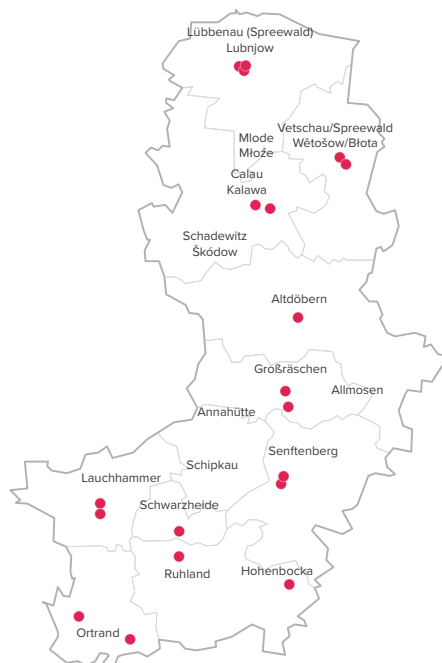 Lübbenau (Spreewald)
Lubnjow
Vetschau/Spreewald
Wětošow/Błota
Mlode
Młoźe
Calau
Kalawa
Schadewitz
Škódow
Altdöbern
Großräschen
Allmosen
Annahütte
Senftenberg
Schipkau
Lauchhammer
Schwarzheide
Ruhland
Hohenbocka
Ortrand